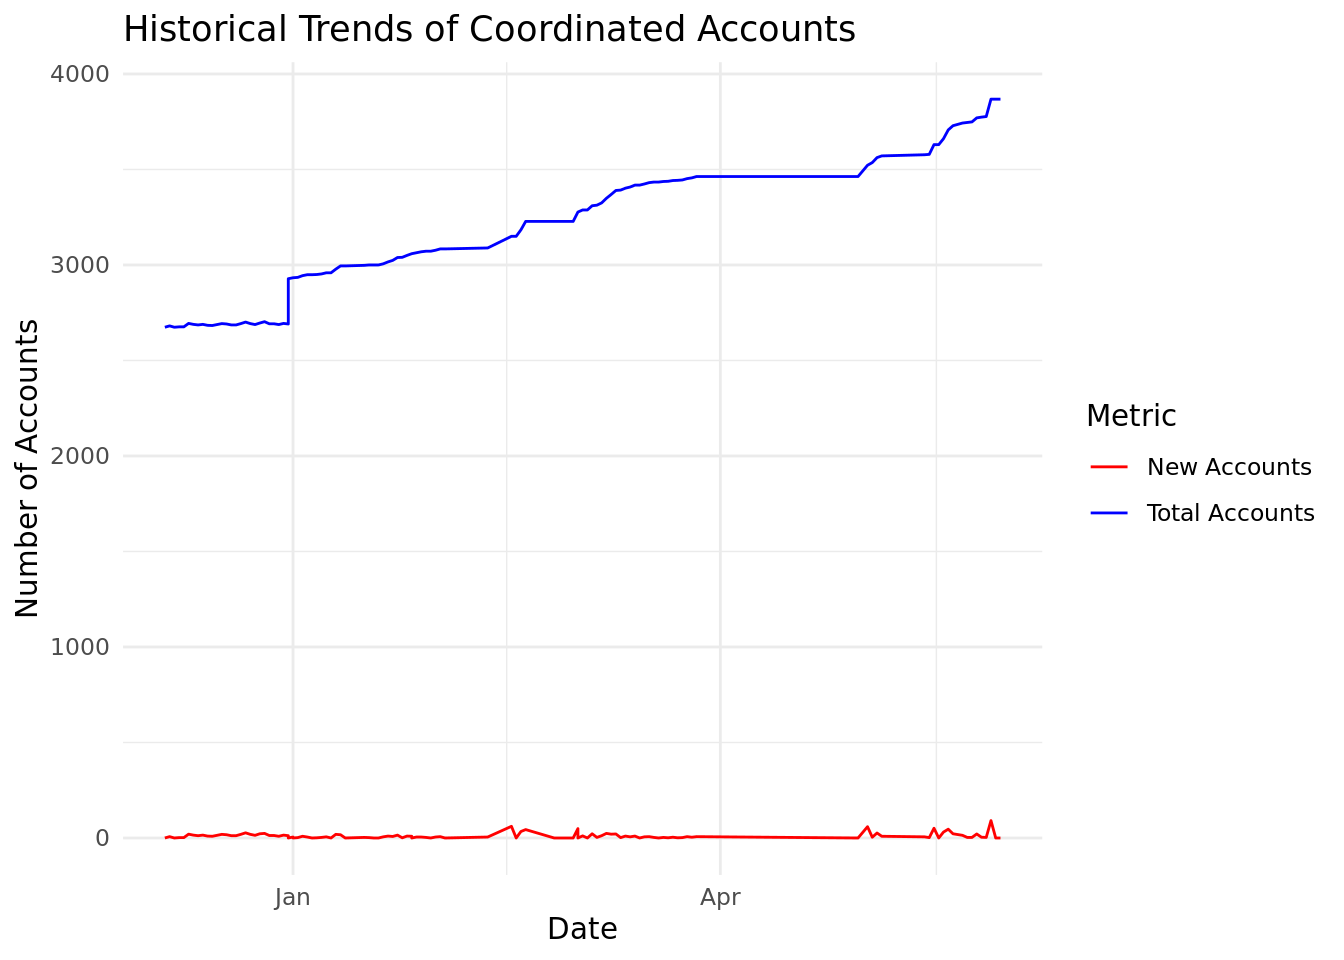 Historical Trends of Coordinated Accounts
4000
3000
2000
1000
0
Number of Accounts
Jan
Apr
Date
Metric
New Accounts
Total Accounts